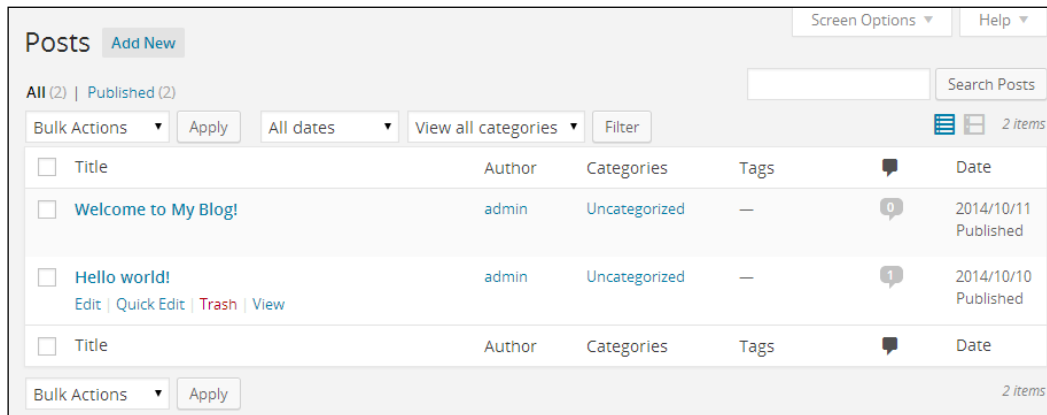 Screen Options ▼ Help ▼
Posts Add New
All (2) | Published (2)
Search Posts
Bulk Actions ▼ Apply All dates ▼ View all categories ▼ Filter 2 items
Title Author Categories Tags Date
Welcome to My Blog! admin Uncategorized — 0 2014/10/11
Published
Hello world! admin Uncategorized — 1 2014/10/10
Edit | Quick Edit | Trash | View Published
Title Author Categories Tags Date
Bulk Actions ▼ Apply 2 items